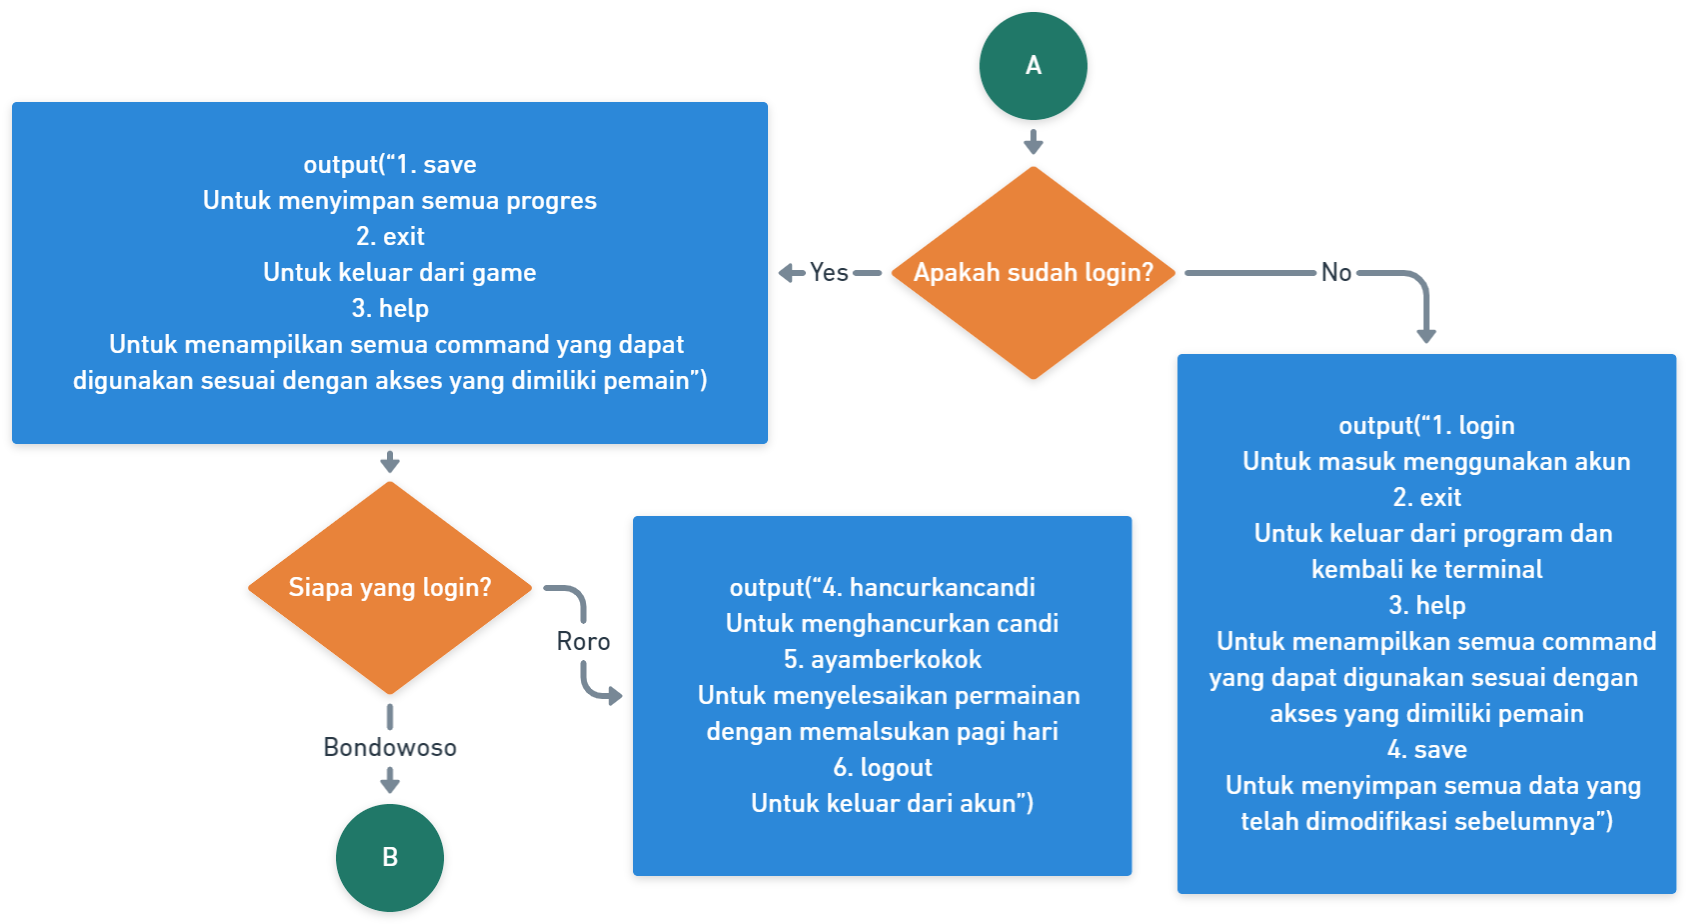 A
Apakah sudah login?
Yes
No
output(“1. save
Untuk menyimpan semua progres
2. exit
Untuk keluar dari game
3. help
Untuk menampilkan semua command yang dapat
digunakan sesuai dengan akses yang dimiliki pemain”)
output(“1. login
Untuk masuk menggunakan akun
2. exit
Untuk keluar dari program dan
kembali ke terminal
3. help
Untuk menampilkan semua command
yang dapat digunakan sesuai dengan
akses yang dimiliki pemain
4. save
Untuk menyimpan semua data yang
telah dimodifikasi sebelumnya”)
Siapa yang login?
Roro
output(“4. hancurkancandi
Untuk menghancurkan candi
5. ayamberkokok
Untuk menyelesaikan permainan
dengan memalsukan pagi hari
6. logout
Untuk keluar dari akun”)
Bondowoso
B